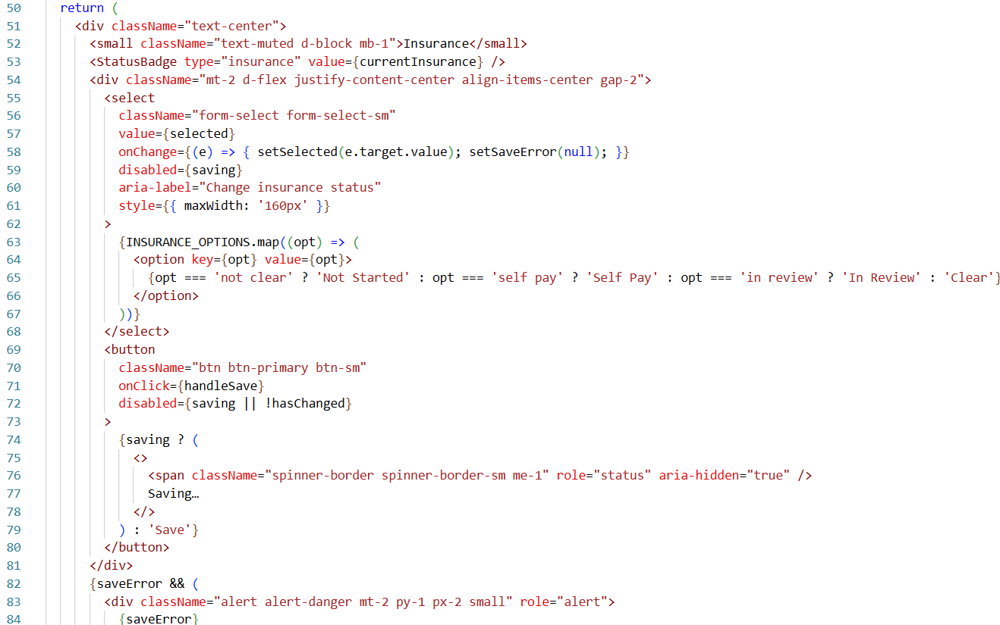 50 return (
51 <div className="text-center">
52 <small className="text-muted d-block mb-1">Insurance</small>
53 <StatusBadge type="insurance" value={currentInsurance} />
54 <div className="mt-2 d-flex justify-content-center align-items-center gap-2">
55 <select
56 className="form-select form-select-sm"
57 value={selected}
58 onChange={(e) => { setSelected(e.target.value); setSaveError(null); }}
59 disabled={saving}
60 aria-label="Change insurance status"
61 style={{ maxWidth: '160px' }}
62 >
63 {INSURANCE_OPTIONS.map((opt) => (
64 <option key={opt} value={opt}>
65 {opt === 'not clear' ? 'Not Started' : opt === 'self pay' ? 'Self Pay' : opt === 'in review' ? 'In Review' : 'Clear'}
66 </option>
67 ))}
68 </select>
69 <button
70 className="btn btn-primary btn-sm"
71 onClick={handleSave}
72 disabled={saving || !hasChanged}
73 >
74 {saving ? (
75 <>
76 <span className="spinner-border spinner-border-sm me-1" role="status" aria-hidden="true" />
77 Saving…
78 </>
79 ) : 'Save'}
80 </button>
81 </div>
82 {saveError && (
83 <div className="alert alert-danger mt-2 py-1 px-2 small" role="alert">
84 {saveError}